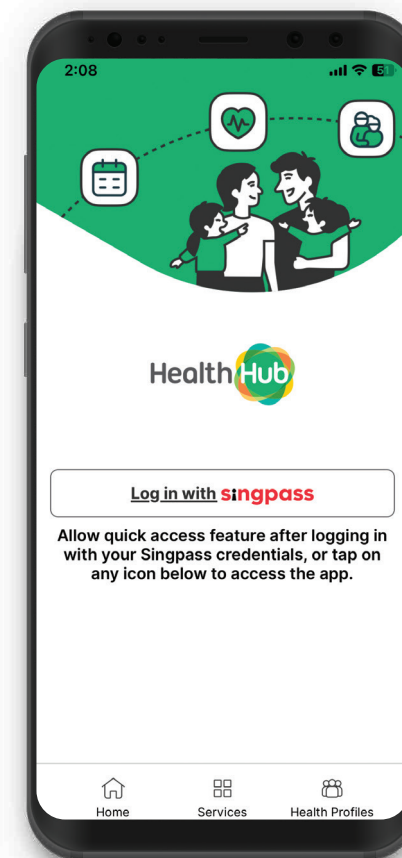 2:08
51
HealthHub
Log in with singpass
Allow quick access feature after logging in
with your Singpass credentials, or tap on
any icon below to access the app.
Home Services Health Profiles